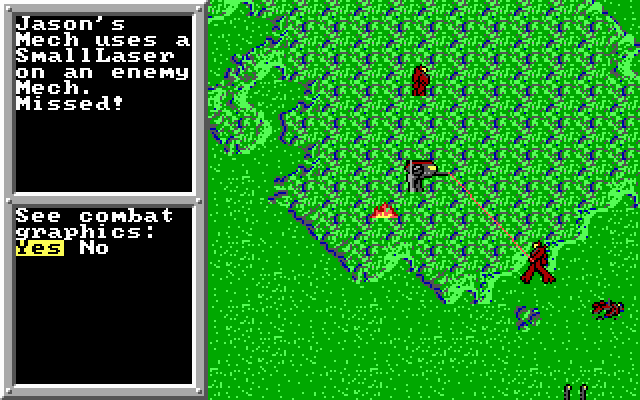 Jason's
Mech uses a
SmallLaser
on an enemy
Mech.
Missed!
See combat
graphics:
Yes No